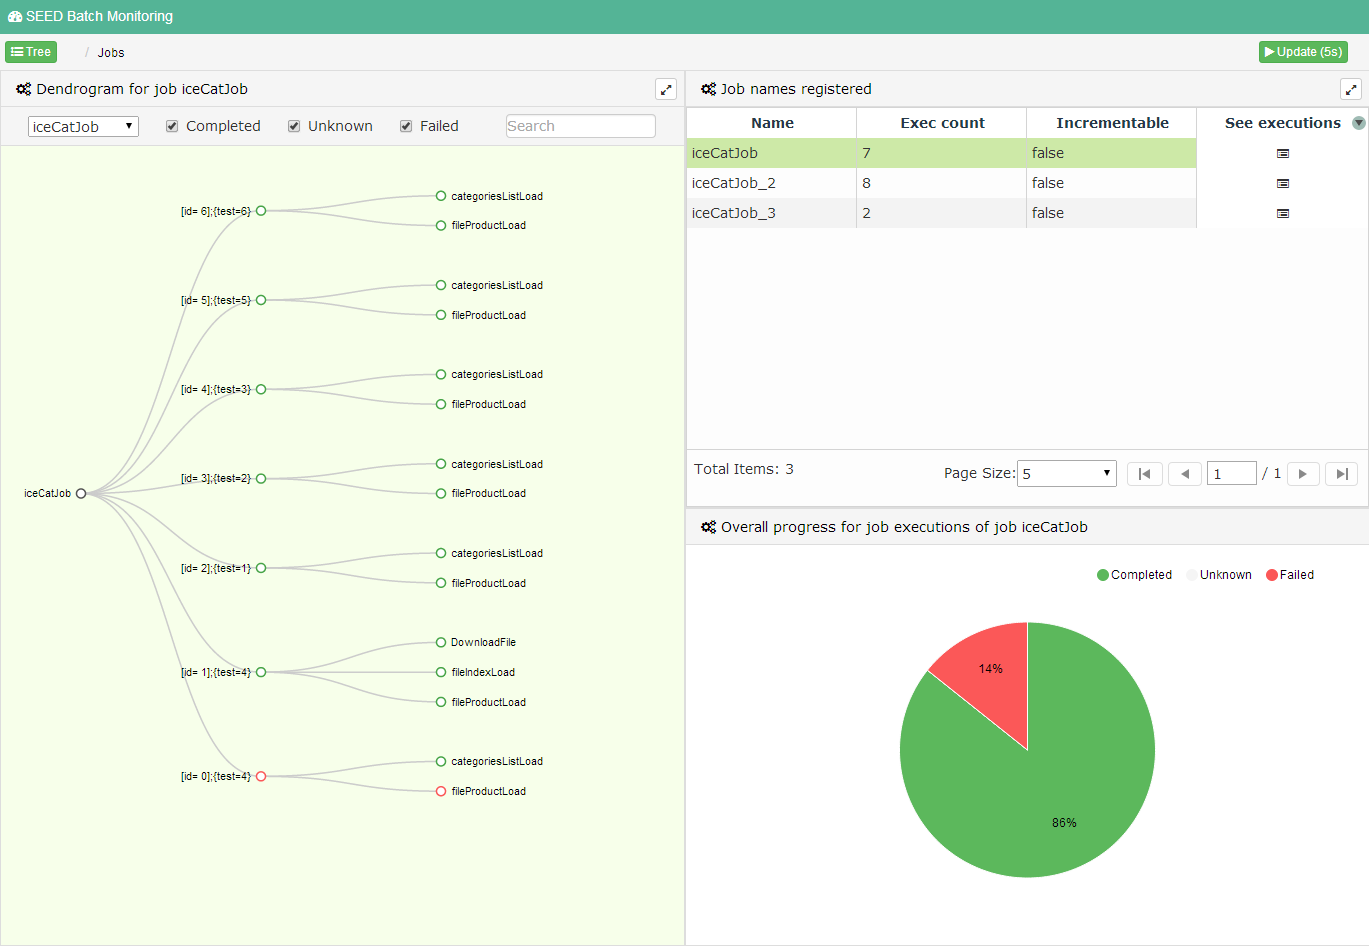 SEED Batch Monitoring
Tree / Jobs Update (5s)
Dendrogram for job iceCatJob
iceCatJob Completed Unknown Failed Search
[id= 6];{test=6}
categoriesListLoad
fileProductLoad
[id= 5];{test=5}
categoriesListLoad
fileProductLoad
[id= 4];{test=3}
categoriesListLoad
fileProductLoad
[id= 3];{test=2}
categoriesListLoad
fileProductLoad
iceCatJob
[id= 2];{test=1}
categoriesListLoad
fileProductLoad
[id= 1];{test=4}
DownloadFile
fileIndexLoad
fileProductLoad
[id= 0];{test=4}
categoriesListLoad
fileProductLoad
Job names registered
Name Exec count Incrementable See executions
iceCatJob 7 false
iceCatJob_2 8 false
iceCatJob_3 2 false
Total Items: 3 Page Size: 5 1 / 1
Overall progress for job executions of job iceCatJob
Completed Unknown Failed
14%
86%